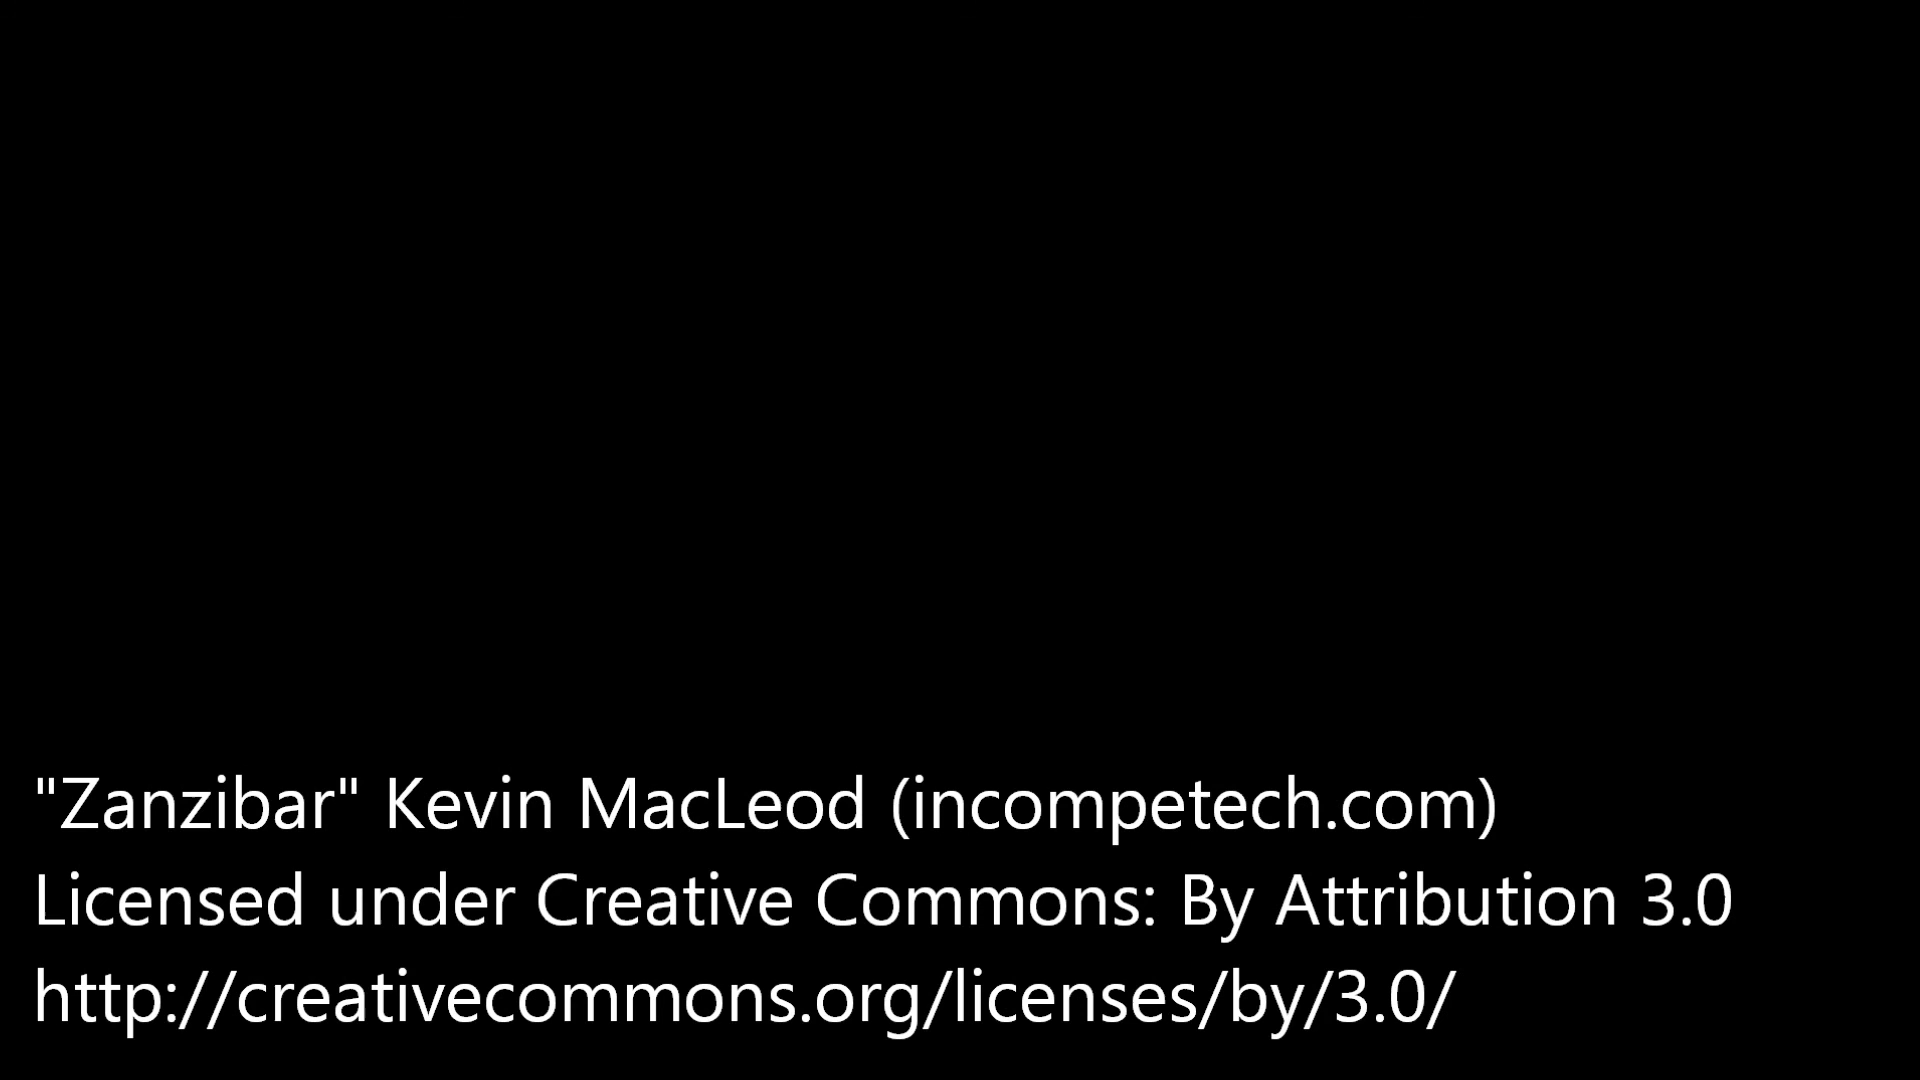 "Zanzibar" Kevin MacLeod (incompetech.com)
Licensed under Creative Commons: By Attribution 3.0
http://creativecommons.org/licenses/by/3.0/